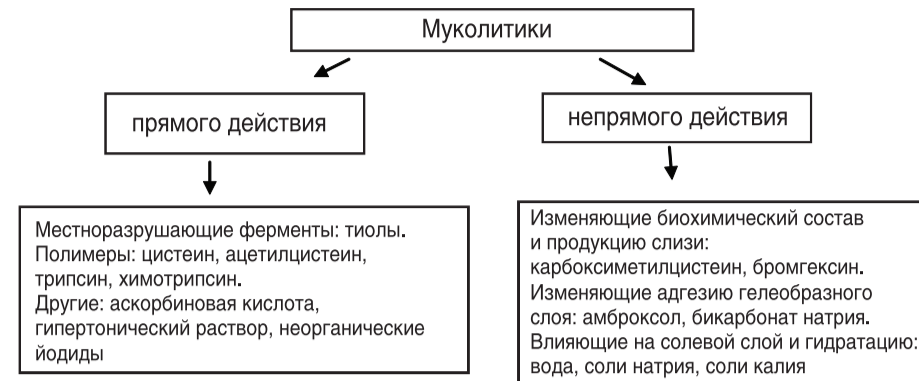 Муколитики
прямого действия
непрямого действия
Местноразрушающие ферменты: тиолы.
Полимеры: цистеин, ацетилцистеин,
трипсин, химотрипсин.
Другие: аскорбиновая кислота,
гипертонический раствор, неорганические
йодиды
Изменяющие биохимический состав
и продукцию слизи:
карбоксиметилцистеин, бромгексин.
Изменяющие адгезию гелеобразного
слоя: амброксол, бикарбонат натрия.
Влияющие на солевой слой и гидратацию:
вода, соли натрия, соли калия